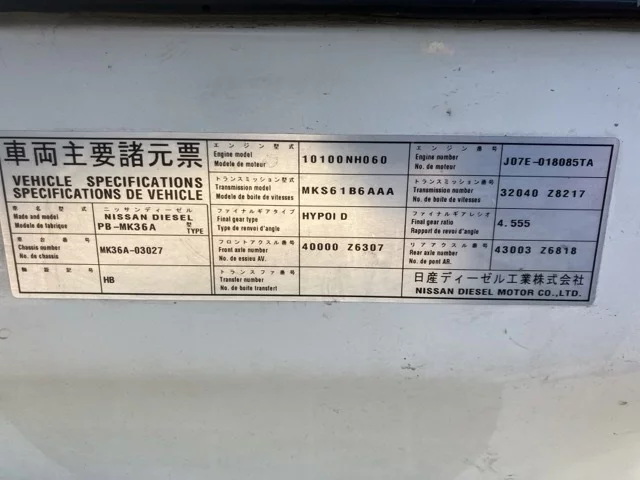 車両主要諸元票
VEHICLE SPECIFICATIONS
SPECIFICATIONS DE VEHICLE
車名型式
Made and model
Modele de fabrique
ニッサンディーゼル
NISSAN DIESEL
PB-MK36A
型
TYPE
車台番号
Chassis number
No. de chassis
MK36A-03027
HB
エンジン型式
Engine model
Modele de moteur
10100NH060
トランスミッション型式
Transmission model
Modele de boite de vitesses
MKS61B6AAA
ファイナルギアタイプ
Final gear type
Type de renvoi d'angle
HYPOI D
フロントアクスル番号
Front axle number
No. de essieu AV.
40000 Z6307
トランスファ番号
Transfer number
No. de boite transfert
エンジン番号
Engine number
No. de moteur
J07E-018085TA
トランスミッション番号
Transmission number
No. de boite de vitesses
32040 Z8217
ファイナルギアレシオ
Final gear ratio
Rapport de renvoi d'angle
4.555
リアアクスル番号
Rear axle number
No. de pont AR.
43003 Z6818
日産ディーゼル工業株式会社
NISSAN DIESEL MOTOR CO.,LTD.